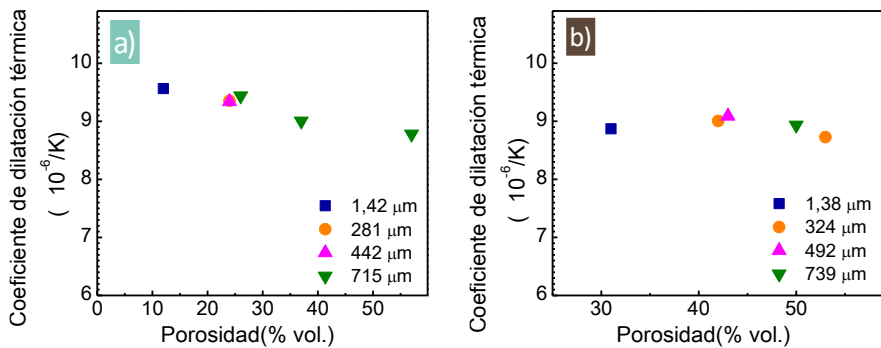 a)
Coeficiente de dilatación térmica
( 10⁻⁶/K)
10
9
8
7
6
0 10 20 30 40 50
Porosidad(% vol.)
1,42 μm
281 μm
442 μm
715 μm
b)
Coeficiente de dilatación térmica
( 10⁻⁶/K)
10
9
8
7
6
30 40 50
Porosidad(% vol.)
1,38 μm
324 μm
492 μm
739 μm